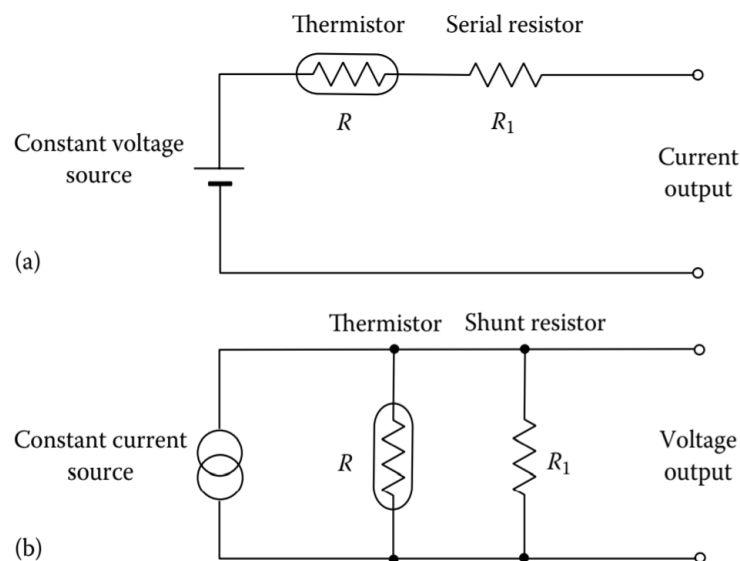 Thermistor Serial resistor
R R1
Constant voltage
source
Current
output
(a)
Thermistor Shunt resistor
Constant current
source
R R1
Voltage
output
(b)